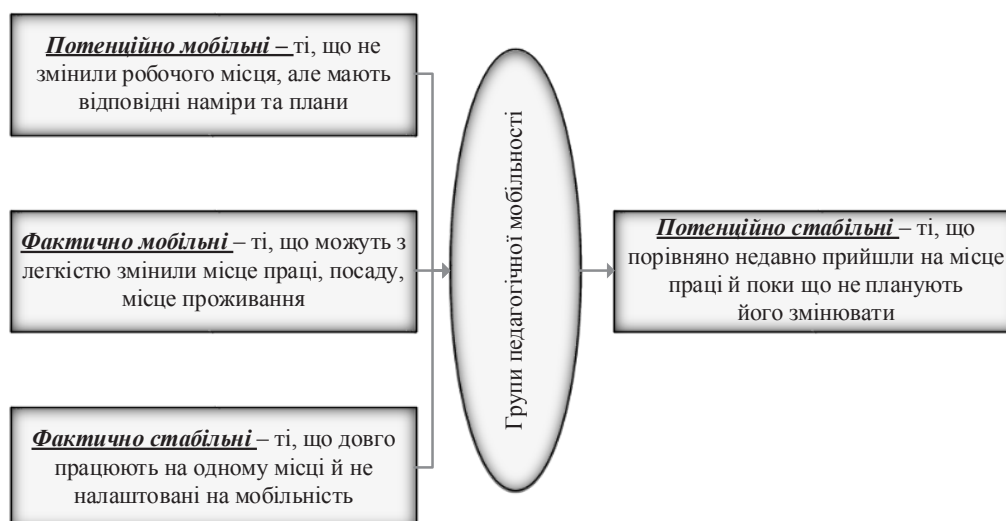 Потенційно мобільні – ті, що не
змінили робочого місця, але мають
відповідні наміри та плани
Фактично мобільні – ті, що можуть з
легкістю змінили місце праці, посаду,
місце проживання
Фактично стабільні – ті, що довго
працюють на одному місці й не
налаштовані на мобільність
Групи педагогічної мобільності
Потенційно стабільні – ті, що
порівняно недавно прийшли на місце
праці й поки що не планують
його змінювати